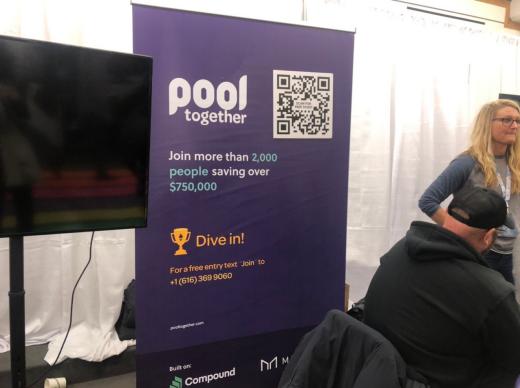 pool
together
Join more than 2,000
people saving over
$750,000
Dive in!
For a free entry text `Join` to
+1 (616) 369 9060
pooltogether.com
Built on:
Compound
M